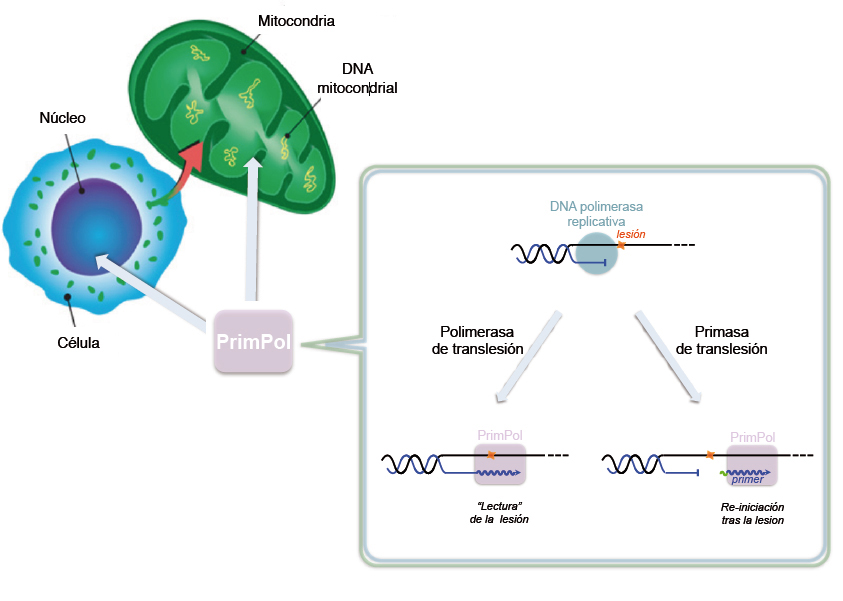 Mitocondria
DNA
mitocondrial
Núcleo
Célula
PrimPol
DNA polimerasa
replicativa
lesión
Polimerasa
de translesión
Primasa
de translesión
PrimPol
"Lectura"
de la lesión
PrimPol
primer
Re-iniciación
tras la lesion